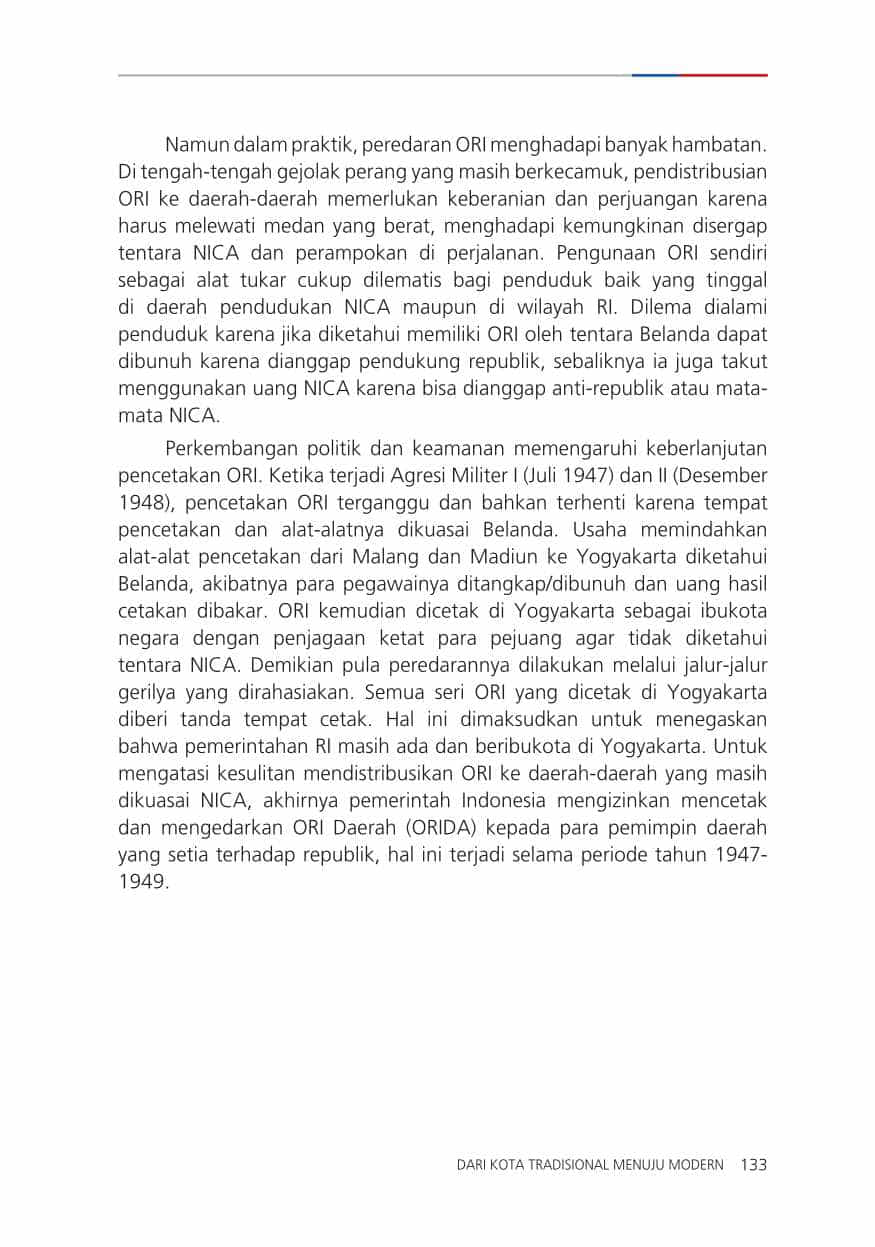 Namun dalam praktik, peredaran ORI menghadapi banyak hambatan.
Di tengah-tengah gejolak perang yang masih berkecamuk, pendistribusian
ORI ke daerah-daerah memerlukan keberanian dan perjuangan karena
harus melewati medan yang berat, menghadapi kemungkinan disergap
tentara NICA dan perampokan di perjalanan. Pengunaan ORI sendiri
sebagai alat tukar cukup dilematis bagi penduduk baik yang tinggal
di daerah pendudukan NICA maupun di wilayah RI. Dilema dialami
penduduk karena jika diketahui memiliki ORI oleh tentara Belanda dapat
dibunuh karena dianggap pendukung republik, sebaliknya ia juga takut
menggunakan uang NICA karena bisa dianggap anti-republik atau mata-
mata NICA.
Perkembangan politik dan keamanan memengaruhi keberlanjutan
pencetakan ORI. Ketika terjadi Agresi Militer I (Juli 1947) dan II (Desember
1948), pencetakan ORI terganggu dan bahkan terhenti karena tempat
pencetakan dan alat-alatnya dikuasai Belanda. Usaha memindahkan
alat-alat pencetakan dari Malang dan Madiun ke Yogyakarta diketahui
Belanda, akibatnya para pegawainya ditangkap/dibunuh dan uang hasil
cetakan dibakar. ORI kemudian dicetak di Yogyakarta sebagai ibukota
negara dengan penjagaan ketat para pejuang agar tidak diketahui
tentara NICA. Demikian pula peredarannya dilakukan melalui jalur-jalur
gerilya yang dirahasiakan. Semua seri ORI yang dicetak di Yogyakarta
diberi tanda tempat cetak. Hal ini dimaksudkan untuk menegaskan
bahwa pemerintahan RI masih ada dan beribukota di Yogyakarta. Untuk
mengatasi kesulitan mendistribusikan ORI ke daerah-daerah yang masih
dikuasai NICA, akhirnya pemerintah Indonesia mengizinkan mencetak
dan mengedarkan ORI Daerah (ORIDA) kepada para pemimpin daerah
yang setia terhadap republik, hal ini terjadi selama periode tahun 1947-
1949.
DARI KOTA TRADISIONAL MENUJU MODERN 133